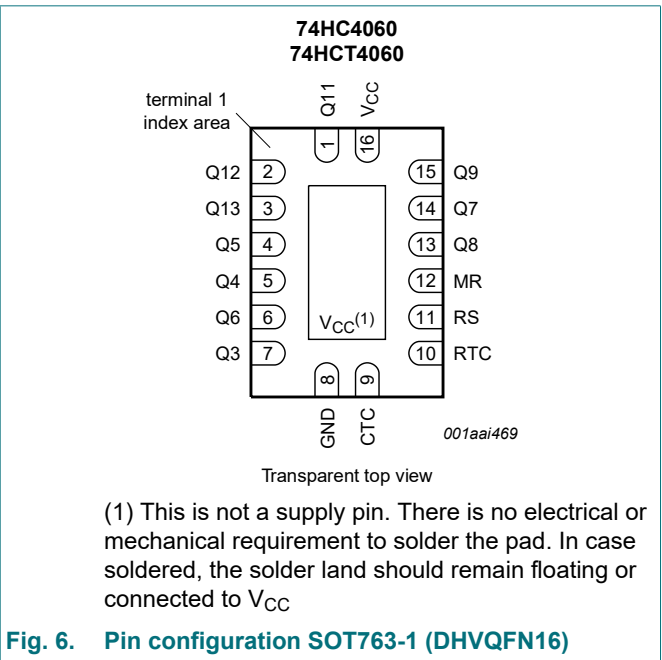 74HC4060
74HCT4060
terminal 1
index area
Q11
VCC
1
16
Q12 2
15 Q9
Q13 3
14 Q7
Q5 4
13 Q8
Q4 5
12 MR
Q6 6
VCC(1)
11 RS
Q3 7
10 RTC
8
9
GND
CTC
001aai469
Transparent top view
(1) This is not a supply pin. There is no electrical or
mechanical requirement to solder the pad. In case
soldered, the solder land should remain floating or
connected to VCC
Fig. 6. Pin configuration SOT763-1 (DHVQFN16)